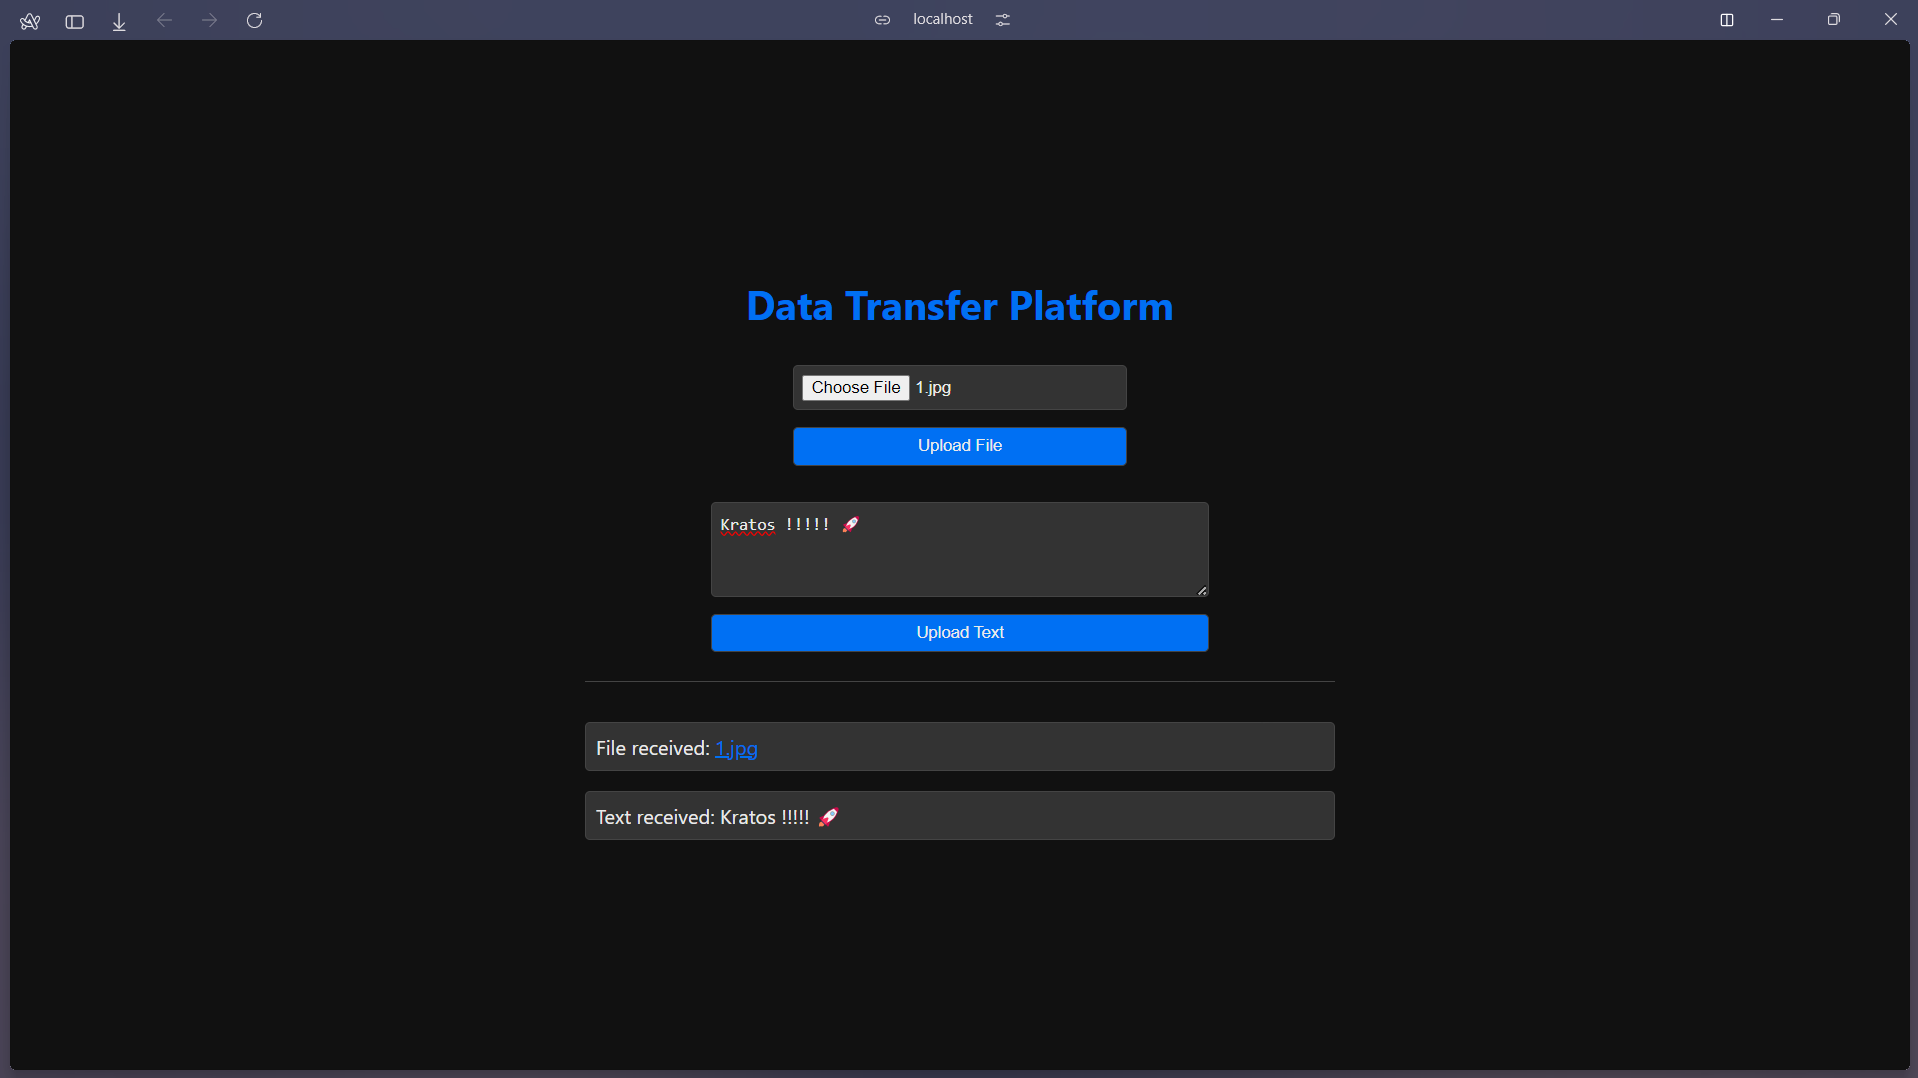 localhost
Data Transfer Platform
Choose File 1.jpg
Upload File
Kratos !!!!! 🚀
Upload Text
File received: 1.jpg
Text received: Kratos !!!!! 🚀